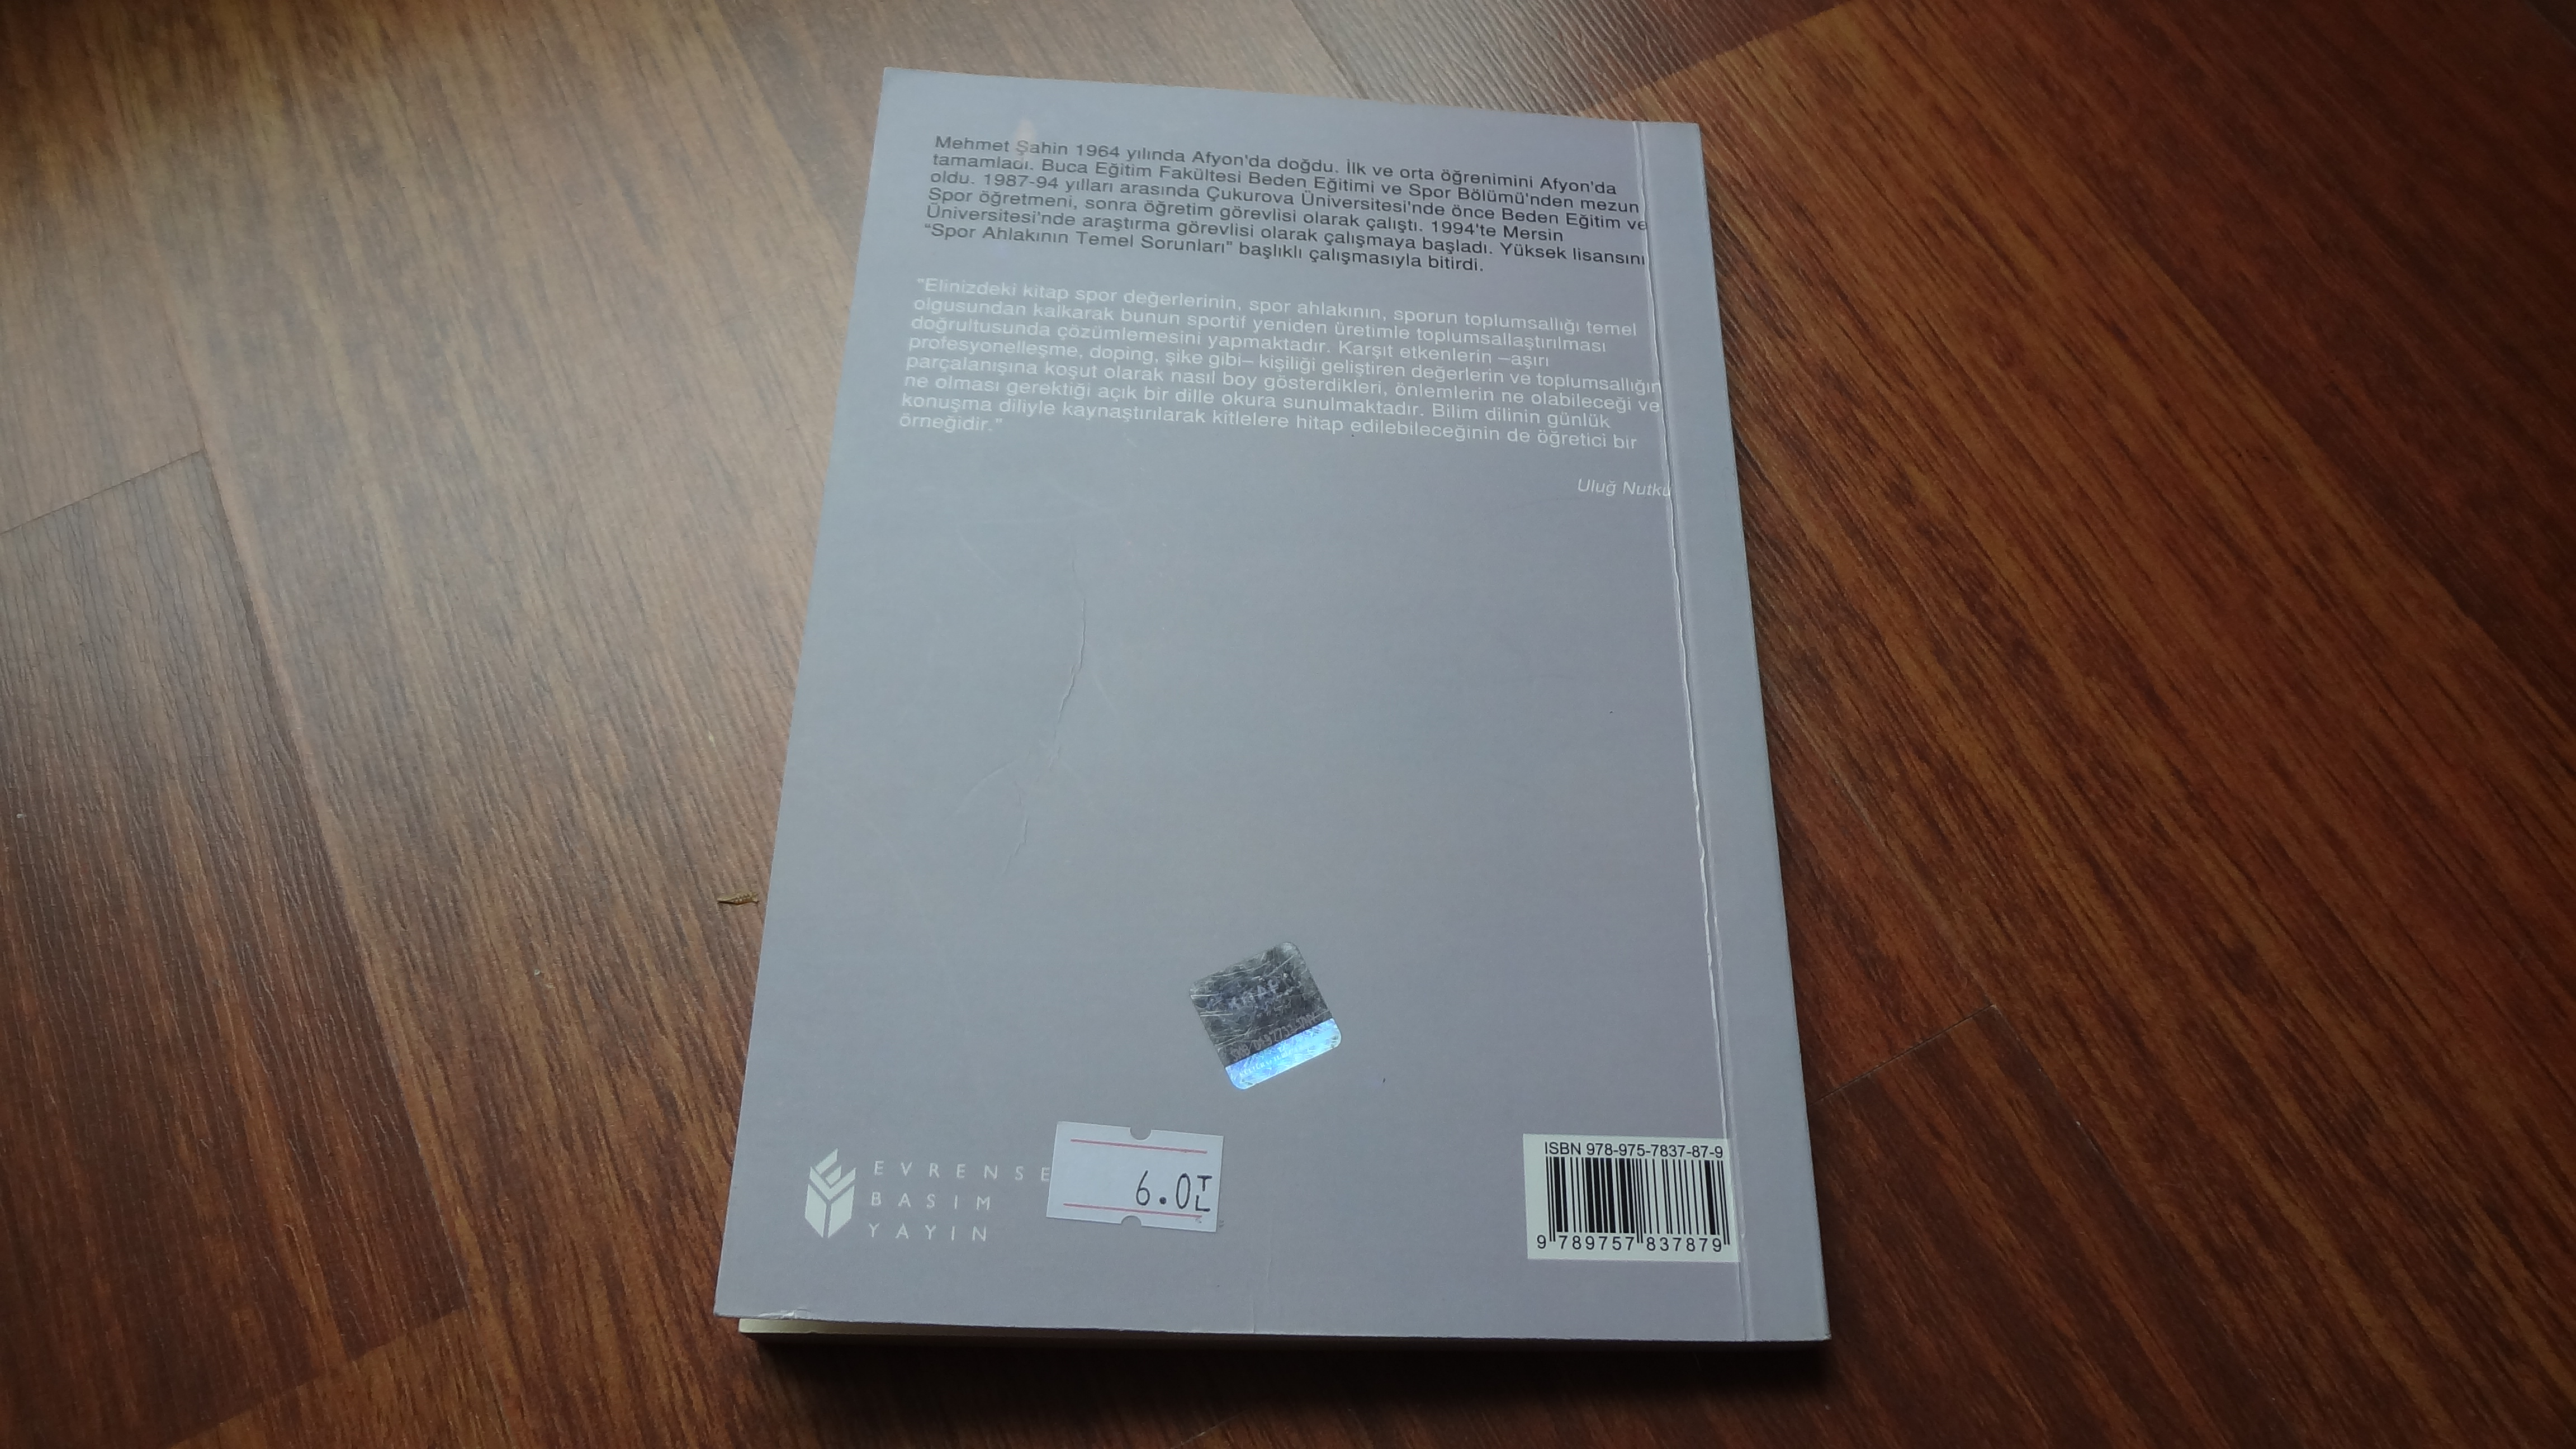 Mehmet Şahin 1964 yılında Afyon'da doğdu. İlk ve orta öğrenimini Afyon'da
tamamladı. Buca Eğitim Fakültesi Beden Eğitimi ve Spor Bölümü'nden mezun
oldu. 1987-94 yılları arasında Çukurova Üniversitesi'nde önce Beden Eğitim ve
Spor öğretmeni, sonra öğretim görevlisi olarak çalıştı. 1994'te Mersin
Üniversitesi'nde araştırma görevlisi olarak çalışmaya başladı. Yüksek lisansını
"Spor Ahlakının Temel Sorunları" başlıklı çalışmasıyla bitirdi.
"Elinizdeki kitap spor değerlerinin, spor ahlakının, sporun toplumsallığı temel
olgusundan kalkarak bunun sportif yeniden üretimle toplumsallaştırılması
doğrultusunda çözümlemesini yapmaktadır. Karşıt etkenlerin –aşırı
profesyonelleşme, doping, şike gibi– kişiliği geliştiren değerlerin ve toplumsallığın
parçalanışına koşut olarak nasıl boy gösterdikleri, önlemlerin ne olabileceği ve
ne olması gerektiği açık bir dille okura sunulmaktadır. Bilim dilinin günlük
konuşma diliyle kaynaştırılarak kitlelere hitap edilebileceğinin de öğretici bir
örneğidir."
Uluğ Nutku
KİTAP
EVRENSE
BASIM
YAYIN
6.0TL
ISBN 978-975-7837-87-9
9 789757 837879